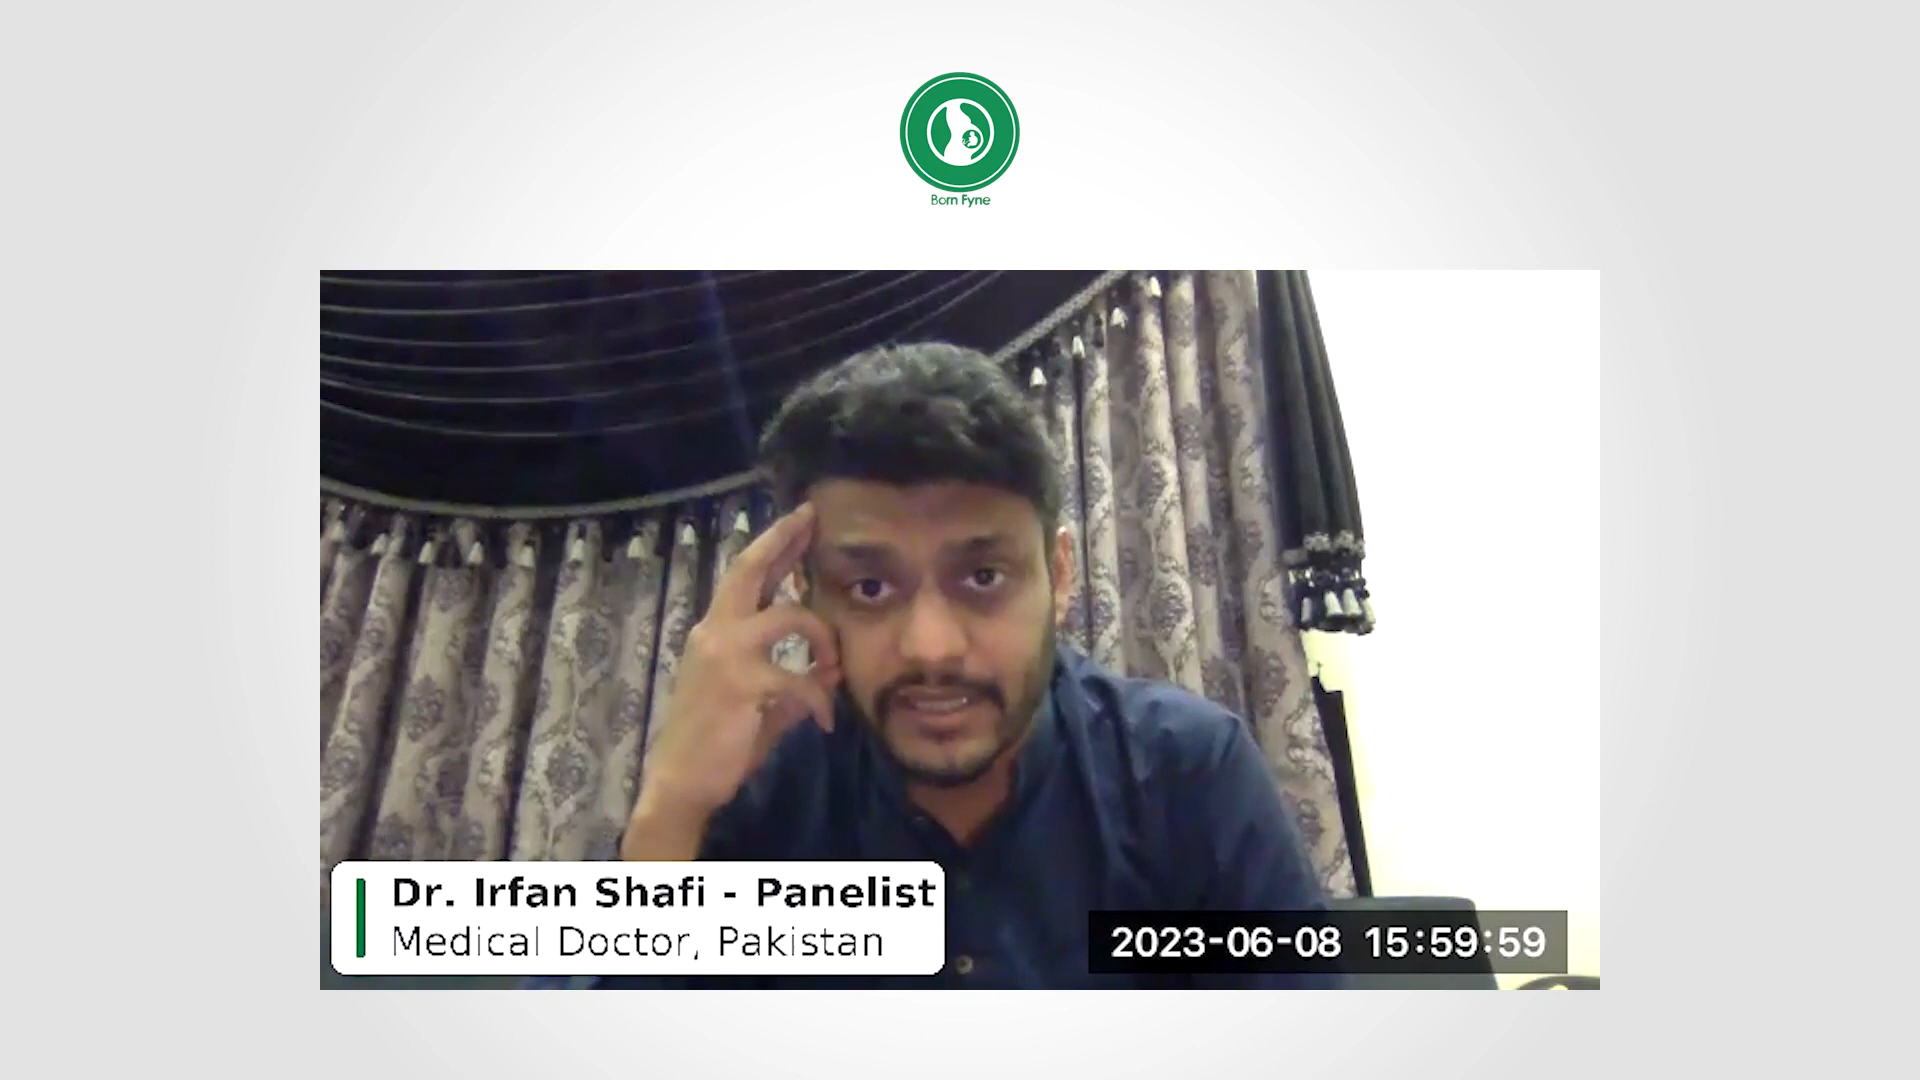 Born Fyne
Dr. Irfan Shafi - Panelist
Medical Doctor, Pakistan
2023-06-08 15:59:59